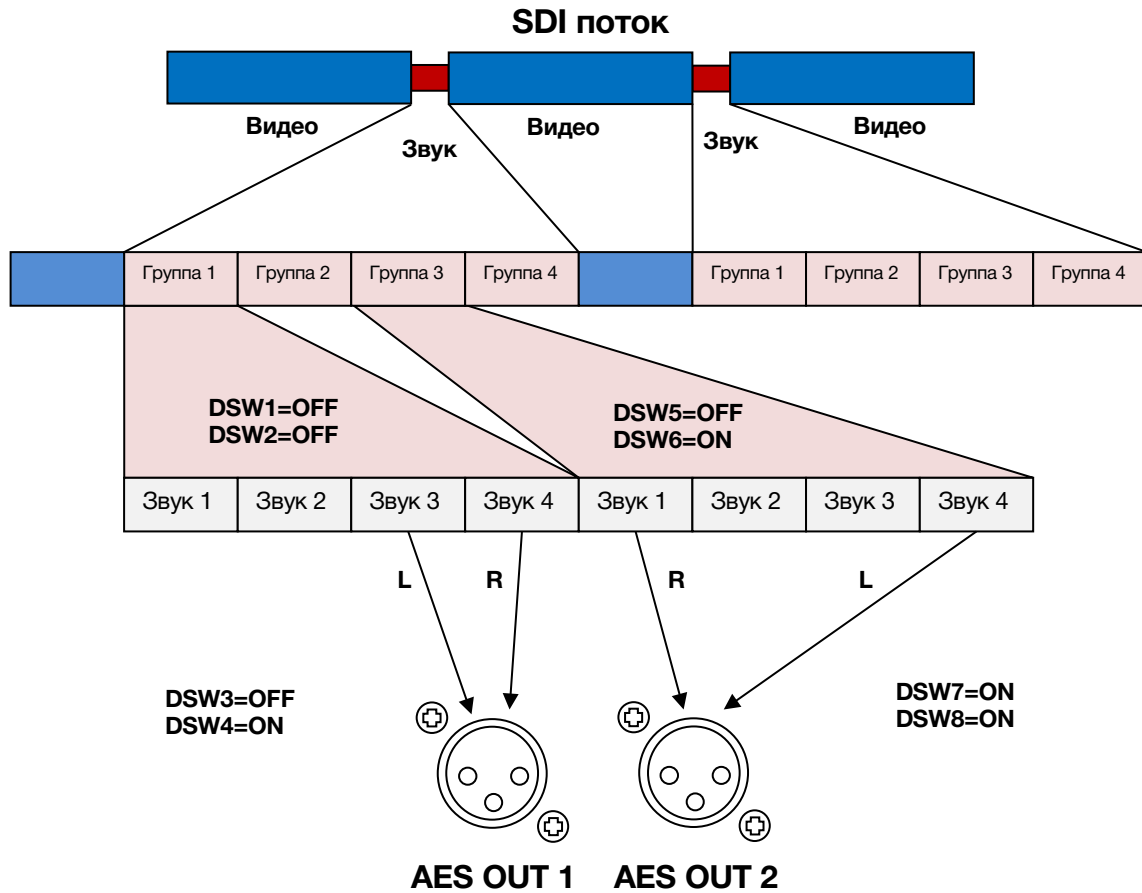 SDI поток
Видео
Звук
Видео
Звук
Видео
Группа 1
Группа 2
Группа 3
Группа 4
Группа 1
Группа 2
Группа 3
Группа 4
DSW1=OFF
DSW2=OFF
DSW5=OFF
DSW6=ON
Звук 1
Звук 2
Звук 3
Звук 4
Звук 1
Звук 2
Звук 3
Звук 4
L
R
R
L
DSW3=OFF
DSW4=ON
DSW7=ON
DSW8=ON
AES OUT 1
AES OUT 2